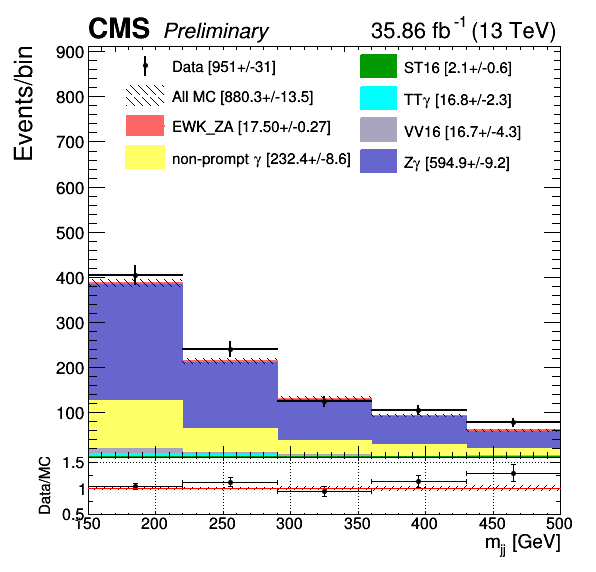 CMS Preliminary 35.86 fb⁻¹ (13 TeV)
Events/bin
900
800
700
600
500
400
300
200
100
Data [951+/-31]
All MC [880.3+/-13.5]
EWK_ZA [17.50+/-0.27]
non-prompt γ [232.4+/-8.6]
ST16 [2.1+/-0.6]
TTγ [16.8+/-2.3]
VV16 [16.7+/-4.3]
Zγ [594.9+/-9.2]
Data/MC
1.5
1
0.5
150 200 250 300 350 400 450 500
m_jj [GeV]